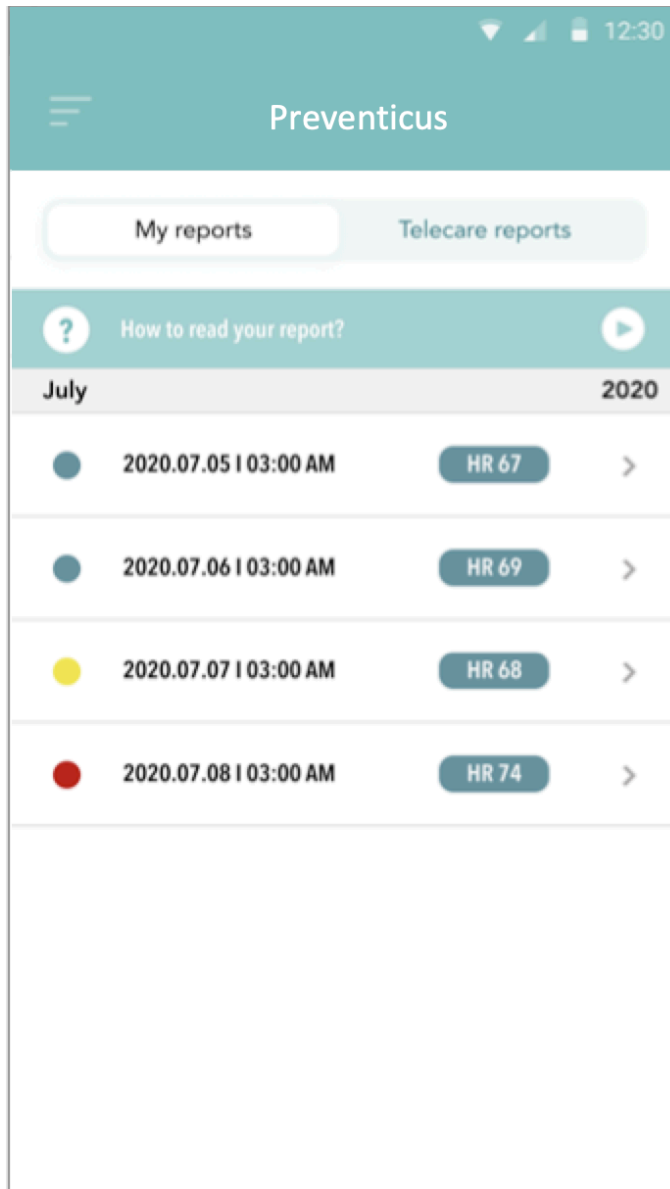 12:30
Preventicus
My reports Telecare reports
? How to read your report?
July 2020
2020.07.05 I 03:00 AM HR 67
2020.07.06 I 03:00 AM HR 69
2020.07.07 I 03:00 AM HR 68
2020.07.08 I 03:00 AM HR 74